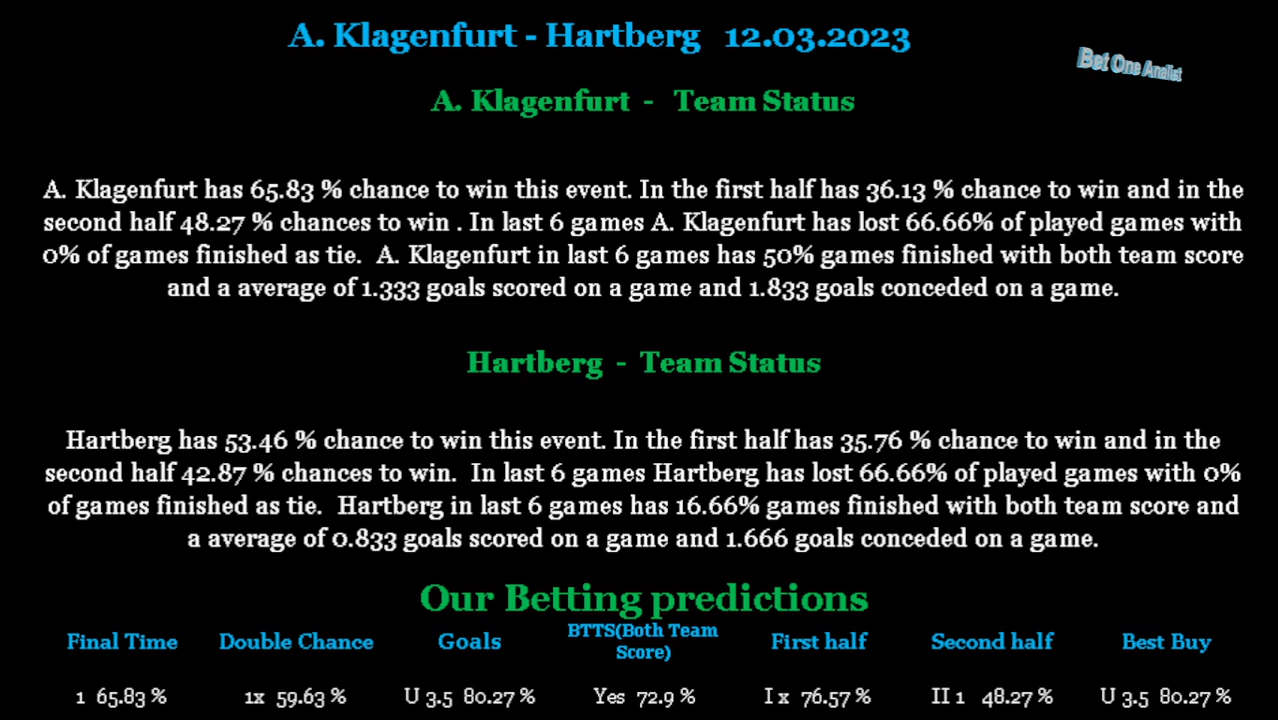 A. Klagenfurt - Hartberg 12.03.2023
Bet One Analist
A. Klagenfurt - Team Status
A. Klagenfurt has 65.83 % chance to win this event. In the first half has 36.13 % chance to win and in the
second half 48.27 % chances to win . In last 6 games A. Klagenfurt has lost 66.66% of played games with
0% of games finished as tie. A. Klagenfurt in last 6 games has 50% games finished with both team score
and a average of 1.333 goals scored on a game and 1.833 goals conceded on a game.
Hartberg - Team Status
Hartberg has 53.46 % chance to win this event. In the first half has 35.76 % chance to win and in the
second half 42.87 % chances to win. In last 6 games Hartberg has lost 66.66% of played games with 0%
of games finished as tie. Hartberg in last 6 games has 16.66% games finished with both team score and
a average of 0.833 goals scored on a game and 1.666 goals conceded on a game.
Our Betting predictions
Final Time Double Chance Goals BTTS(Both Team Score) First half Second half Best Buy
1 65.83 % 1x 59.63 % U 3.5 80.27 % Yes 72.9 % I x 76.57 % II 1 48.27 % U 3.5 80.27 %